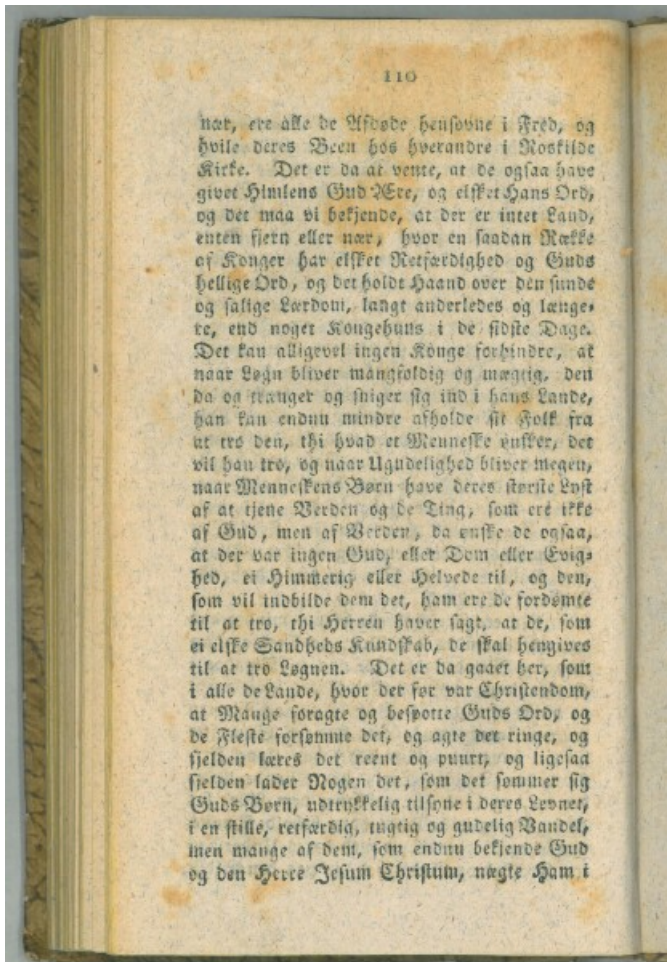 110
nær, ere alle de Afdøde hensovne i Fred, og
hvile deres Been hos hverandre i Roskilde
Kirke. Det er da at vente, at de ogsaa have
givet Himlens Gud Ære, og elsket Hans Ord,
og det maa vi bekjende, at der er intet Land,
enten fjern eller nær, hvor en saadan Række
af Konger har elsket Retfærdighed og Guds
hellige Ord, og det holdt Haand over den sunde
og salige Lærdom, langt anderledes og længe-
re, end noget Kongehuus i de sidste Dage.
Det kan alligevel ingen Konge forhindre, at
naar Løgn bliver mangfoldig og mægtig, den
da og trænger og sniger sig ind i hans Lande,
han kan endnu mindre afholde sit Folk fra
at tro den, thi hvad et Menneske ønsker, det
vil han tro, og naar Ugudelighed bliver megen,
naar Menneskens Børn have deres største Lyst
af at tjene Verden og de Ting, som ere ikke
af Gud, men af Verden, da ønske de ogsaa,
at der var ingen Gud, eller Dom eller Evig-
hed, ei Himmerig eller Helvede til, og den,
som vil indbilde dem det, ham ere de fordømte
til at tro, thi Herren haver sagt, at de, som
ei elske Sandheds Kundskab, de skal hengives
til at tro Løgnen. Det er da gaaet her, som
i alle de Lande, hvor der før var Christendom,
at Mange foragte og bespotte Guds Ord, og
de Fleste forsømme det, og agte det ringe, og
sjelden læres det reent og puurt, og ligesaa
sjelden lader Nogen det, som det sømmer sig
Guds Børn, udtrykkelig tilsyne i deres Levnet,
i en stille, retfærdig, tugtig og gudelig Vandel,
men mange af dem, som endnu bekjende Gud
og den Herre Jesum Christum, nægte Ham i